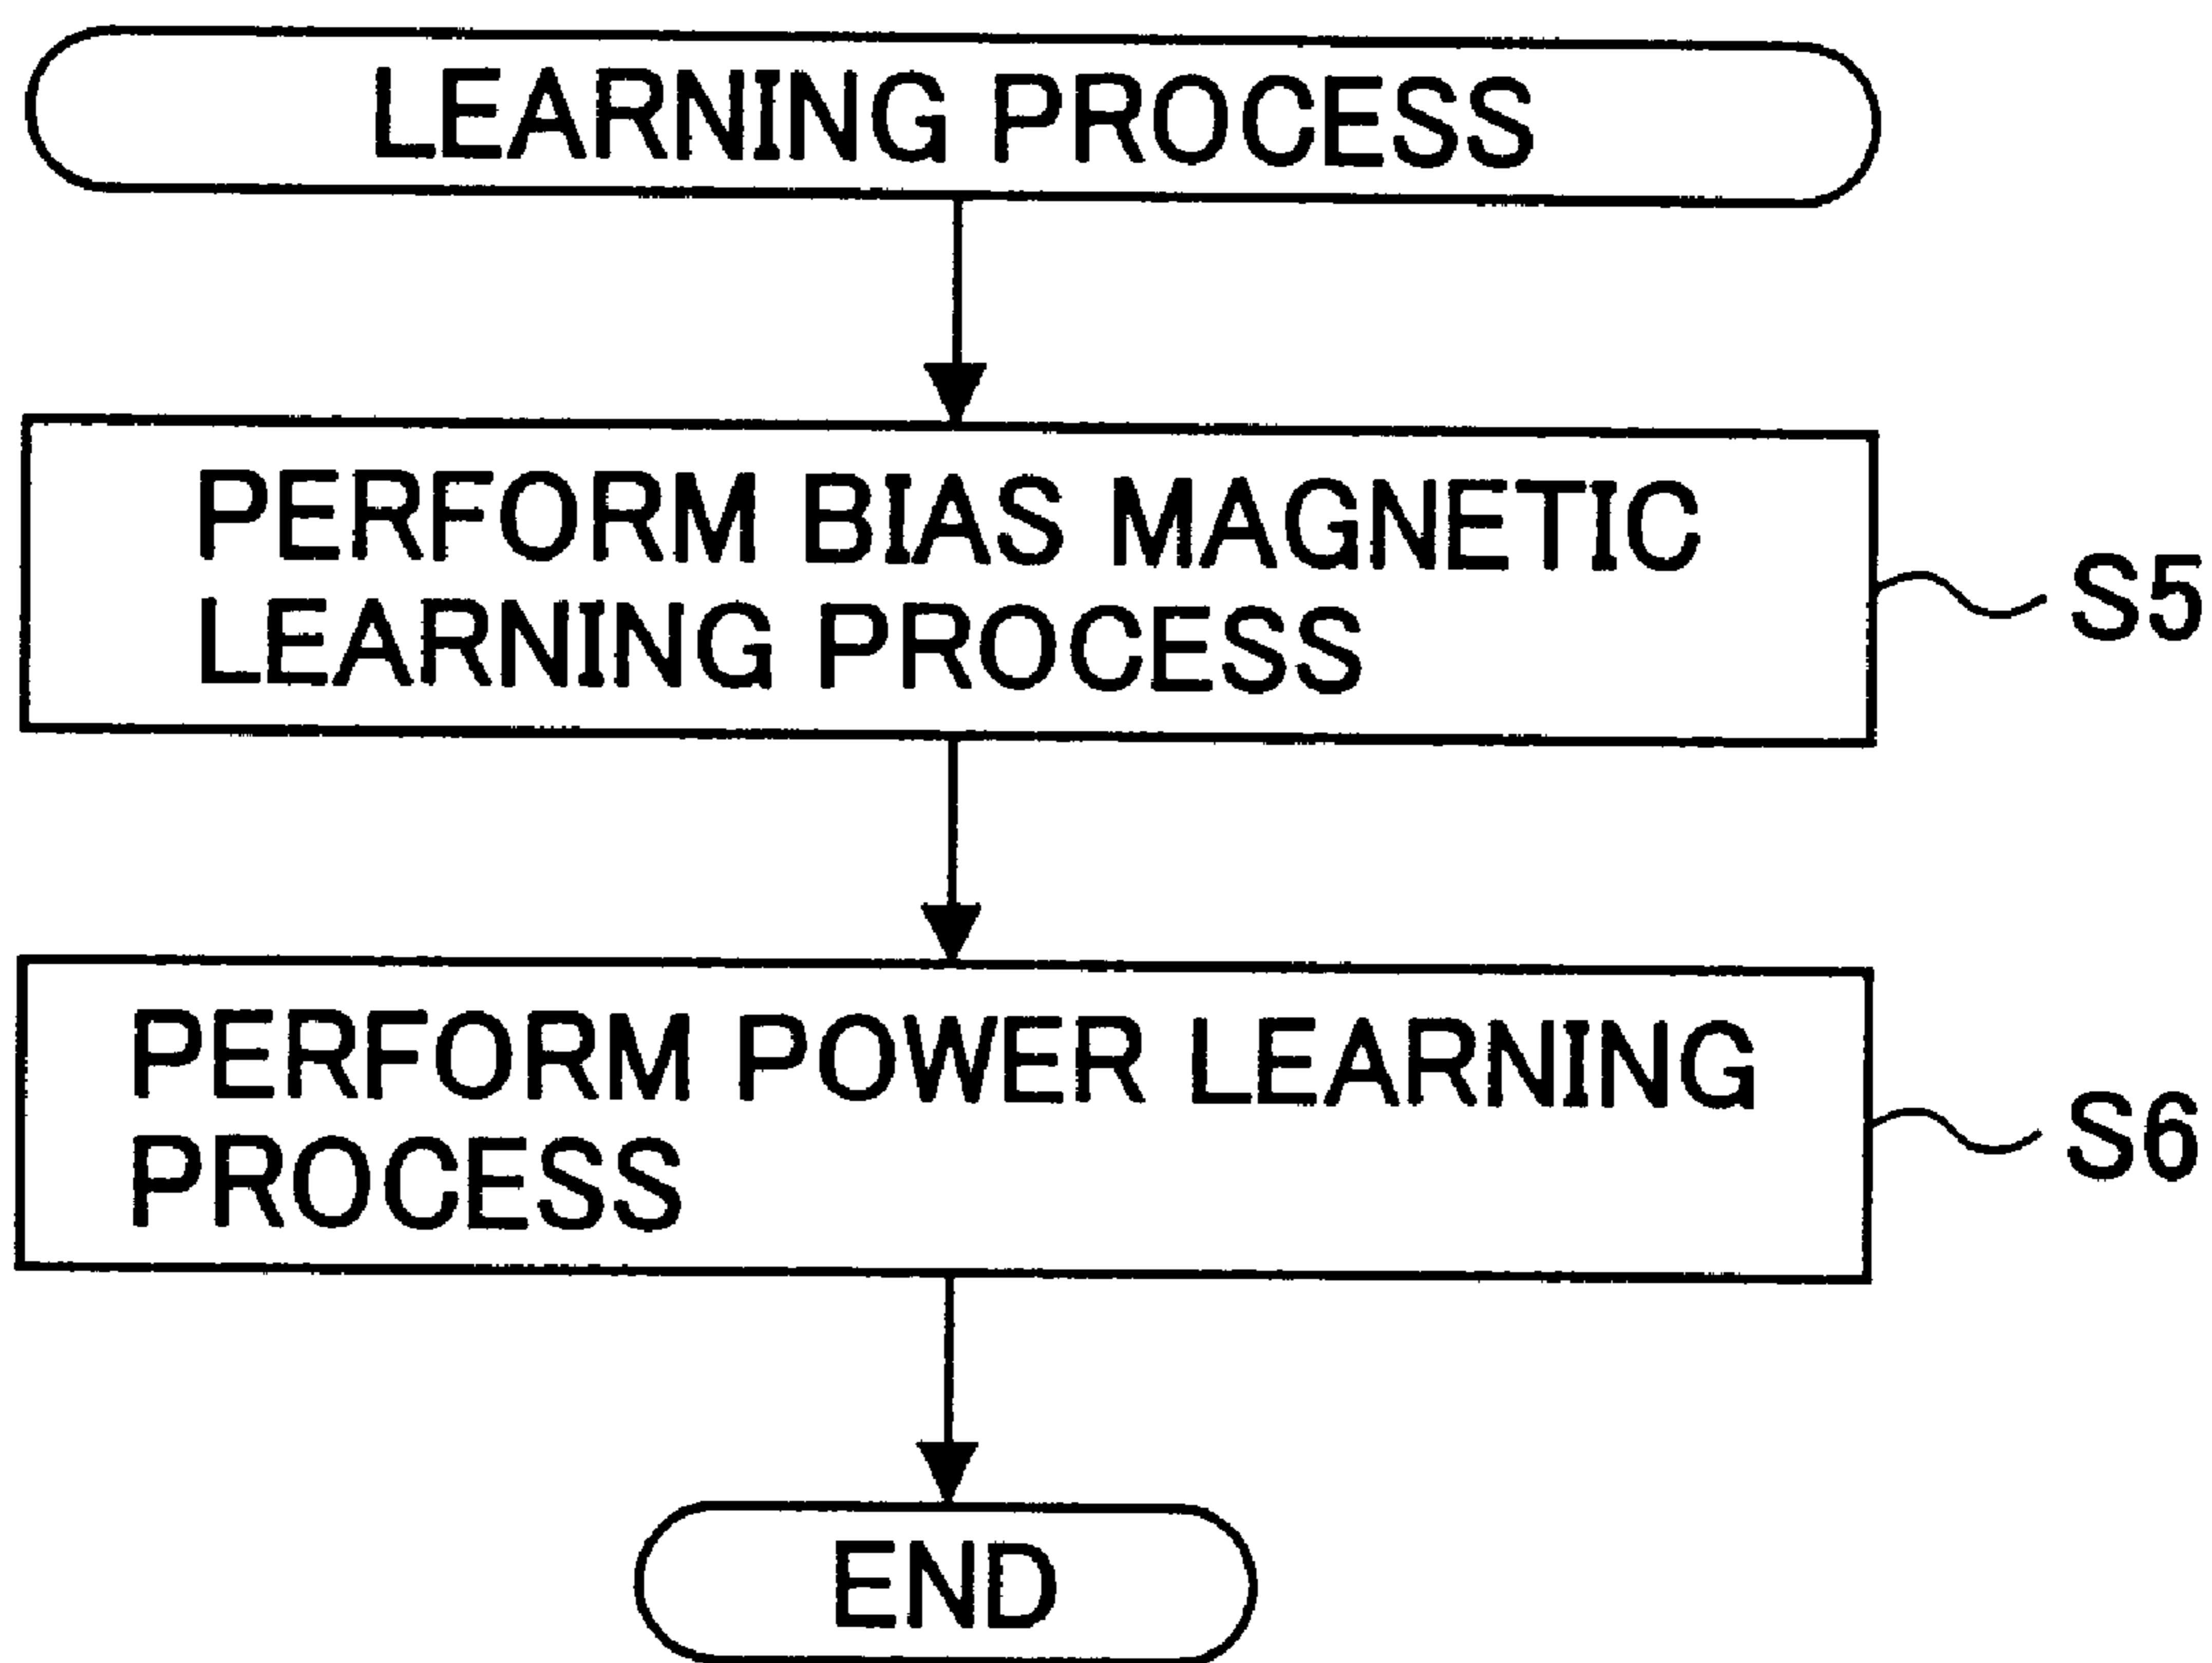 LEARNING PROCESS
PERFORM BIAS MAGNETIC
LEARNING PROCESS
S5
PERFORM POWER LEARNING
PROCESS
S6
END